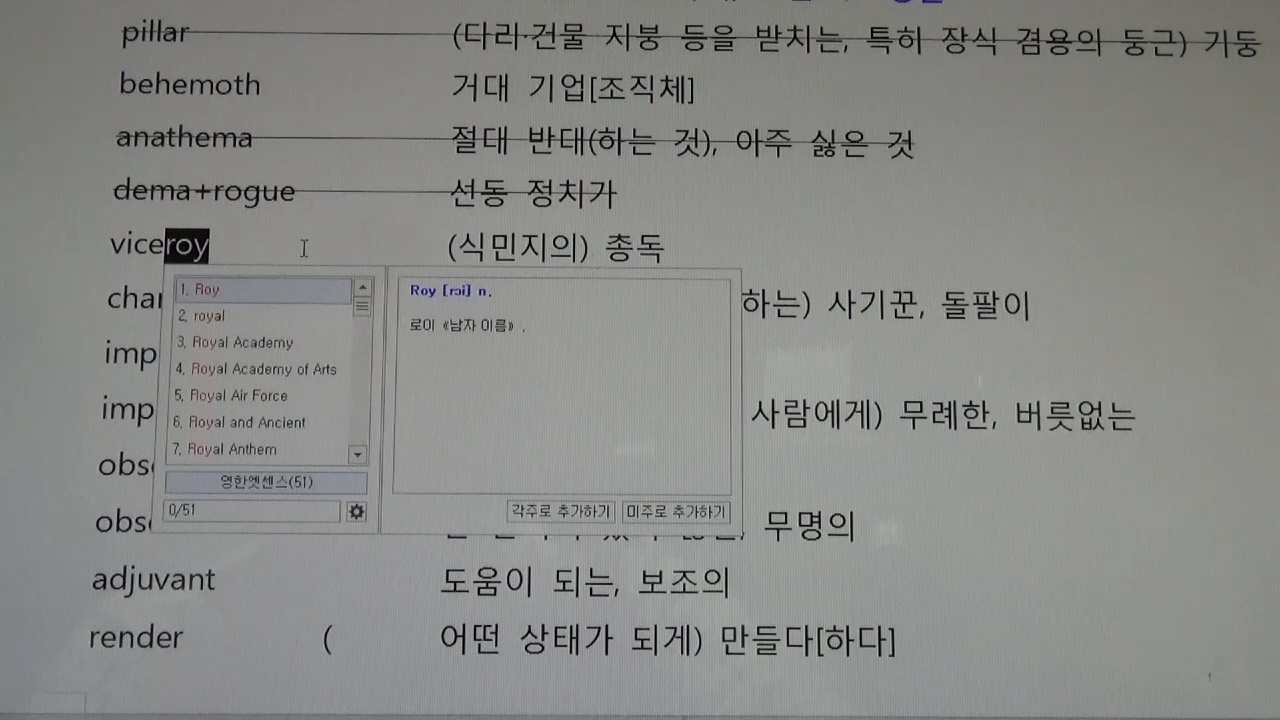 pillar (다리·건물 지붕 등을 받치는, 특히 장식 겸용의 둥근) 기둥
behemoth 거대 기업[조직체]
anathema 절대 반대(하는 것), 아주 싫은 것
dema+rogue 선동 정치가
viceroy (식민지의) 총독
char 하는) 사기꾼, 돌팔이
imp
imp 사람에게) 무례한, 버릇없는
obs
obs 무명의
adjuvant 도움이 되는, 보조의
render ( 어떤 상태가 되게) 만들다[하다]
1. Roy
2. royal
3. Royal Academy
4. Royal Academy of Arts
5. Royal Air Force
6. Royal and Ancient
7. Royal Anthem
영한엣센스(51)
0/51
Roy [rɔi] n.
로이 《남자 이름》 .
각주로 추가하기 미주로 추가하기
1